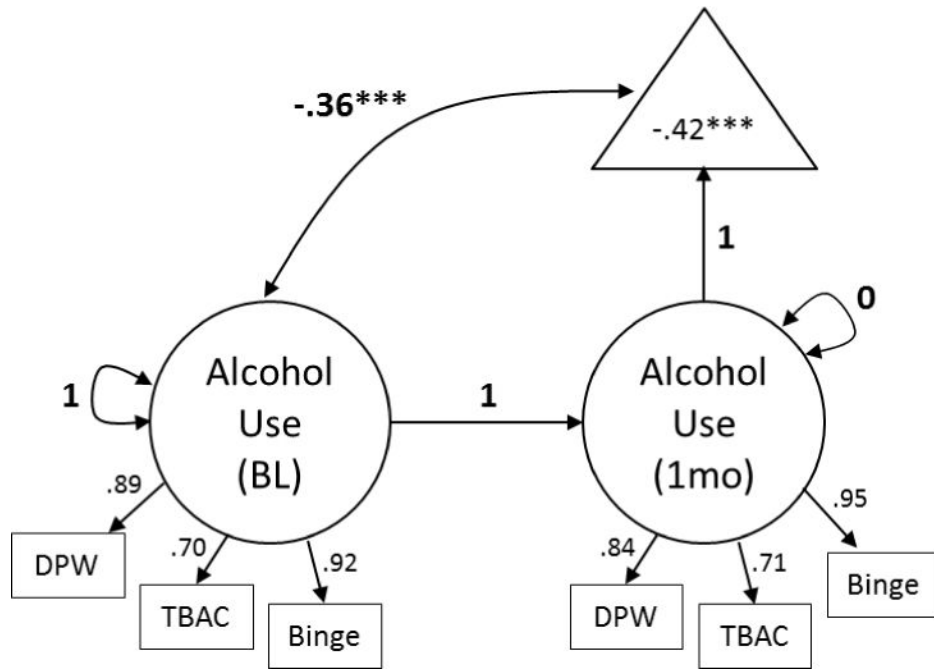 -.36***
-.42***
1
0
1
Alcohol
Use
(BL)
1
Alcohol
Use
(1mo)
.89
.70
.92
DPW
TBAC
Binge
.84
.71
.95
DPW
TBAC
Binge